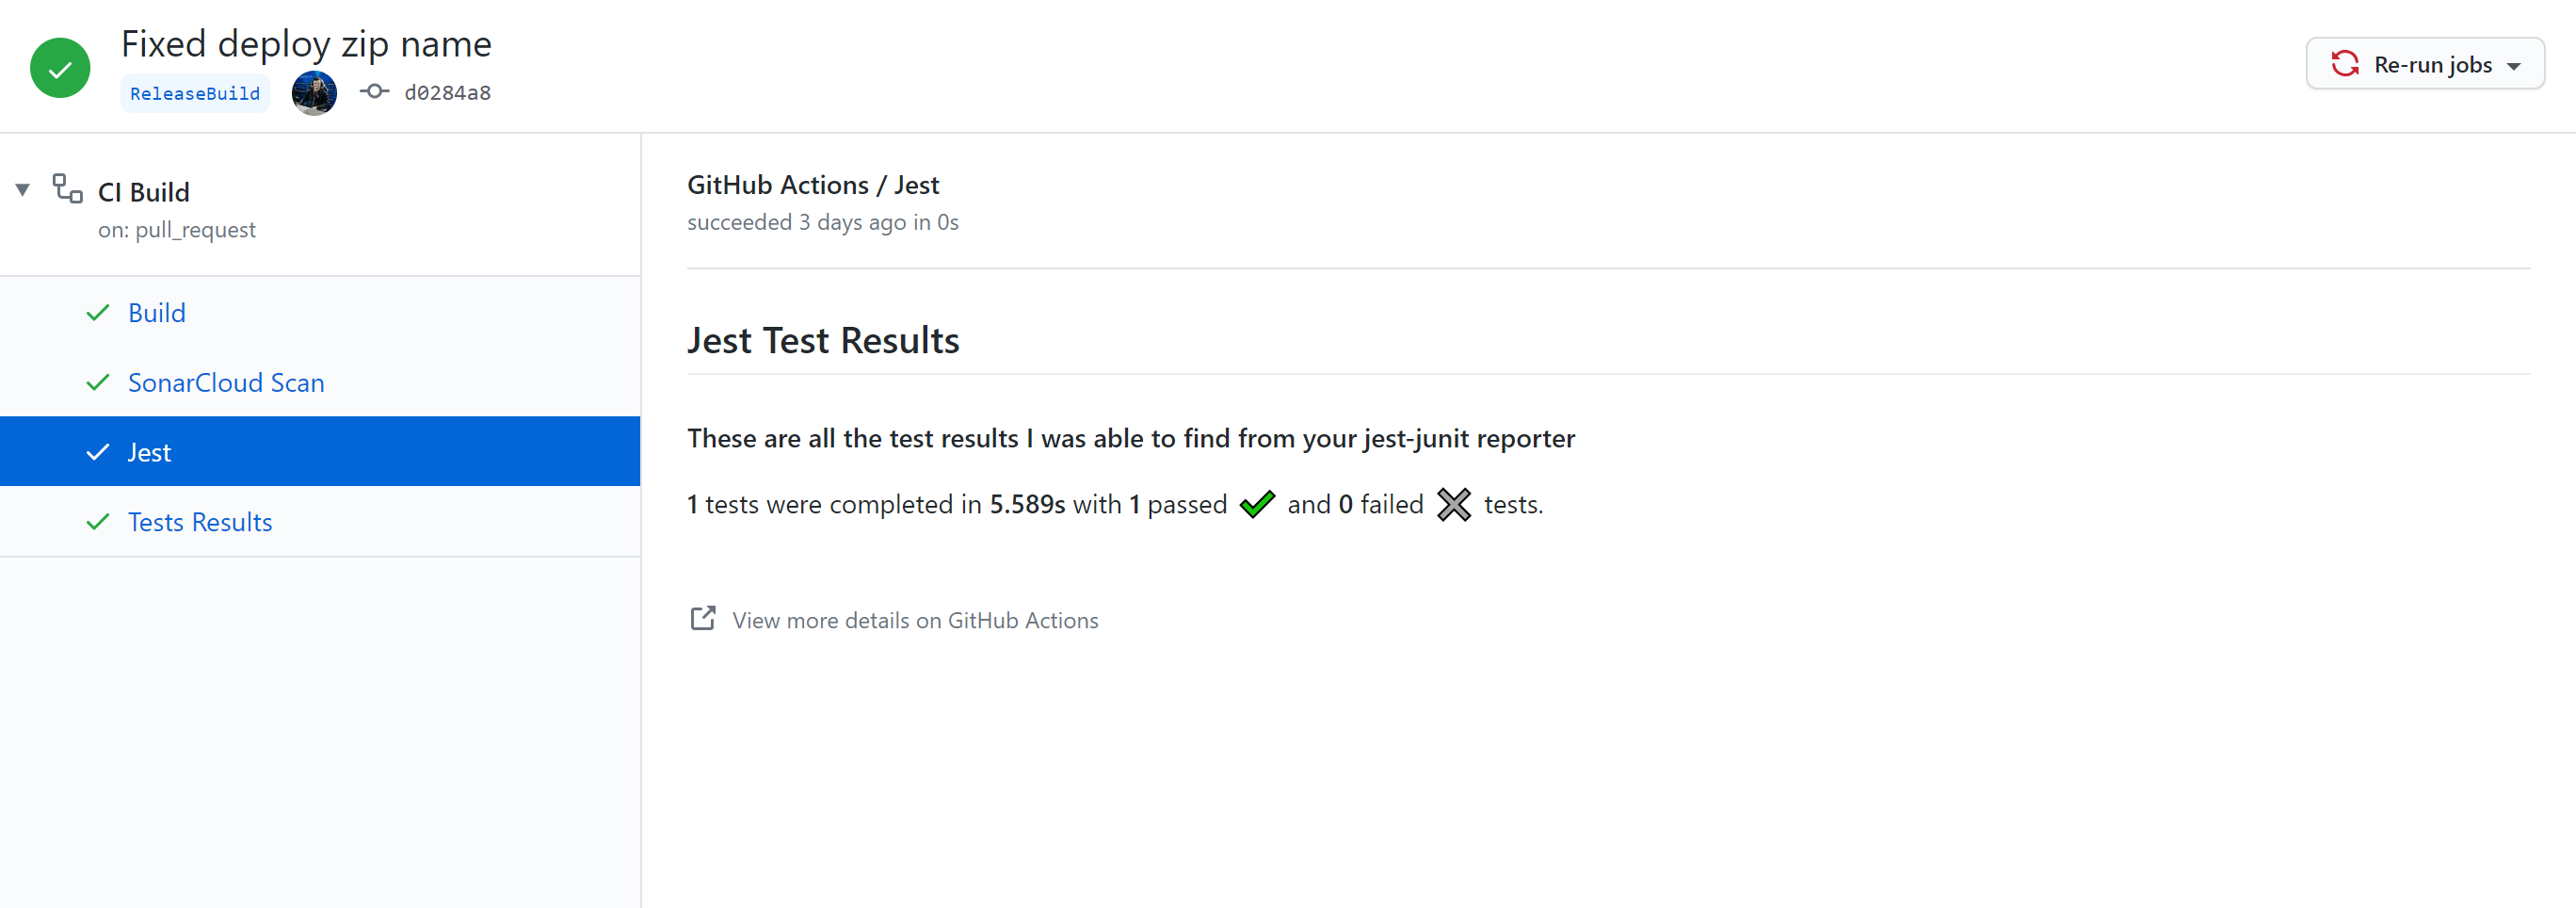 Fixed deploy zip name
ReleaseBuild d0284a8
Re-run jobs
CI Build
on: pull_request
Build
SonarCloud Scan
Jest
Tests Results
GitHub Actions / Jest
succeeded 3 days ago in 0s
Jest Test Results
These are all the test results I was able to find from your jest-junit reporter
1 tests were completed in 5.589s with 1 passed ✔ and 0 failed ✖ tests.
View more details on GitHub Actions